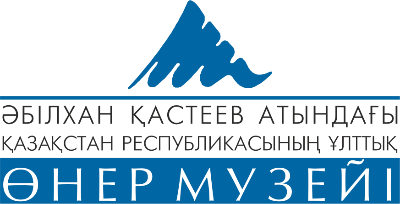 ӘБІЛХАН ҚАСТЕЕВ АТЫНДАҒЫ
ҚАЗАҚСТАН РЕСПУБЛИКАСЫНЫҢ ҰЛТТЫҚ
ӨНЕР МУЗЕЙІ